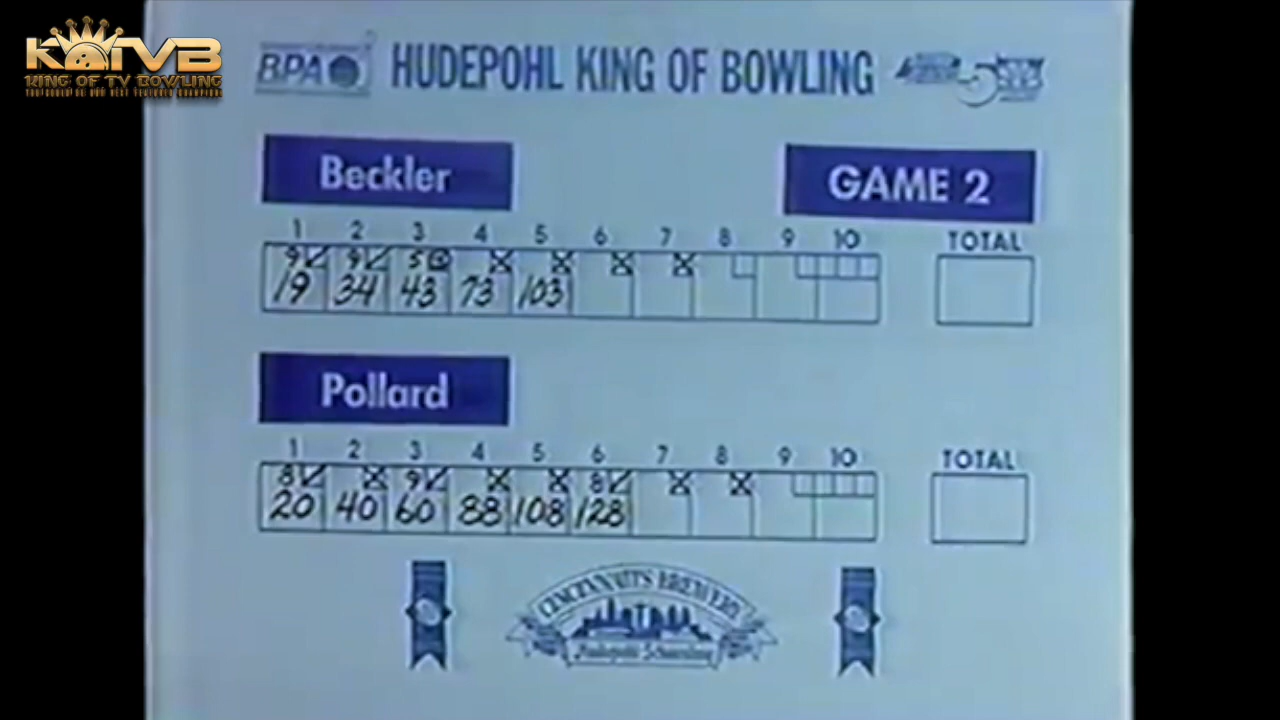 KOTVB
KING OF TV BOWLING
BPA HUDEPOHL KING OF BOWLING 5
Beckler GAME 2
1 2 3 4 5 6 7 8 9 10 TOTAL
9/ 9/ 5 X X X X
19 34 43 73 103
Pollard
1 2 3 4 5 6 7 8 9 10 TOTAL
8/ X 9/ X X 8/ X X
20 40 60 88 108 128
CINCINNATI'S BREWERY
Hudepohl Schoenling